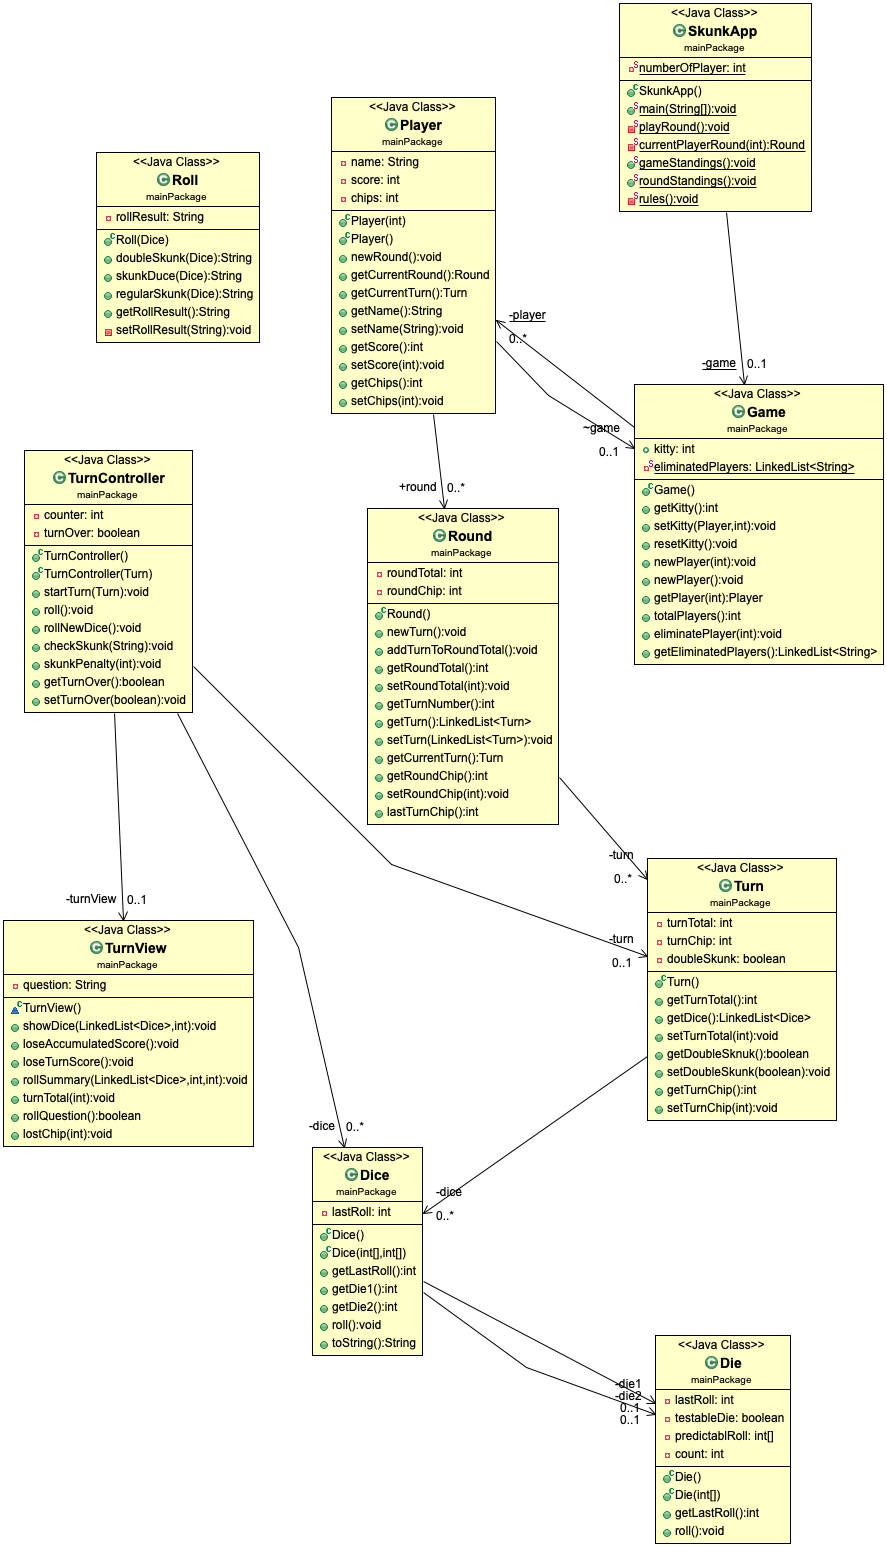 <<Java Class>>
SkunkApp
mainPackage
numberOfPlayer: int
SkunkApp()
main(String[]):void
playRound():void
currentPlayerRound(int):Round
gameStandings():void
roundStandings():void
rules():void
<<Java Class>>
Player
mainPackage
name: String
score: int
chips: int
Player(int)
Player()
newRound():void
getCurrentRound():Round
getCurrentTurn():Turn
getName():String
setName(String):void
getScore():int
setScore(int):void
getChips():int
setChips(int):void
<<Java Class>>
Roll
mainPackage
rollResult: String
Roll(Dice)
doubleSkunk(Dice):String
skunkDuce(Dice):String
regularSkunk(Dice):String
getRollResult():String
setRollResult(String):void
-player
0..*
-game
0..1
~game
0..1
<<Java Class>>
Game
mainPackage
kitty: int
eliminatedPlayers: LinkedList<String>
Game()
getKitty():int
setKitty(Player,int):void
resetKitty():void
newPlayer(int):void
newPlayer():void
getPlayer(int):Player
totalPlayers():int
eliminatePlayer(int):void
getEliminatedPlayers():LinkedList<String>
<<Java Class>>
TurnController
mainPackage
counter: int
turnOver: boolean
TurnController()
TurnController(Turn)
startTurn(Turn):void
roll():void
rollNewDice():void
checkSkunk(String):void
skunkPenalty(int):void
getTurnOver():boolean
setTurnOver(boolean):void
+round
0..*
<<Java Class>>
Round
mainPackage
roundTotal: int
roundChip: int
Round()
newTurn():void
addTurnToRoundTotal():void
getRoundTotal():int
setRoundTotal(int):void
getTurnNumber():int
getTurn():LinkedList<Turn>
setTurn(LinkedList<Turn>):void
getCurrentTurn():Turn
getRoundChip():int
setRoundChip(int):void
lastTurnChip():int
-turn
0..*
-turn
0..1
<<Java Class>>
Turn
mainPackage
turnTotal: int
turnChip: int
doubleSkunk: boolean
Turn()
getTurnTotal():int
getDice():LinkedList<Dice>
setTurnTotal(int):void
getDoubleSknuk():boolean
setDoubleSkunk(boolean):void
getTurnChip():int
setTurnChip(int):void
-turnView
0..1
<<Java Class>>
TurnView
mainPackage
question: String
TurnView()
showDice(LinkedList<Dice>,int):void
loseAccumulatedScore():void
loseTurnScore():void
rollSummary(LinkedList<Dice>,int,int):void
turnTotal(int):void
rollQuestion():boolean
lostChip(int):void
-dice
0..*
-dice
0..*
<<Java Class>>
Dice
mainPackage
lastRoll: int
Dice()
Dice(int[],int[])
getLastRoll():int
getDie1():int
getDie2():int
roll():void
toString():String
-die1
-die2
0..1
0..1
<<Java Class>>
Die
mainPackage
lastRoll: int
testableDie: boolean
predictablRoll: int[]
count: int
Die()
Die(int[])
getLastRoll():int
roll():void